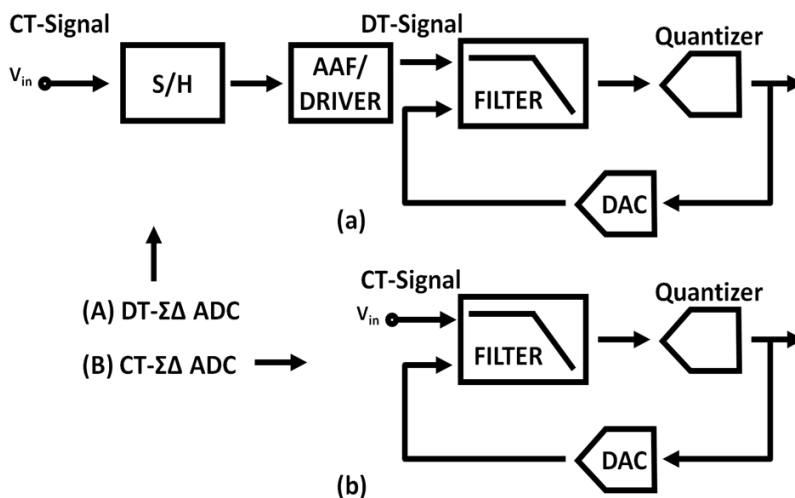 CT-Signal
DT-Signal
Quantizer
Vin
S/H
AAF/
DRIVER
FILTER
DAC
(a)
(A) DT-ΣΔ ADC
(B) CT-ΣΔ ADC
CT-Signal
Quantizer
Vin
FILTER
DAC
(b)